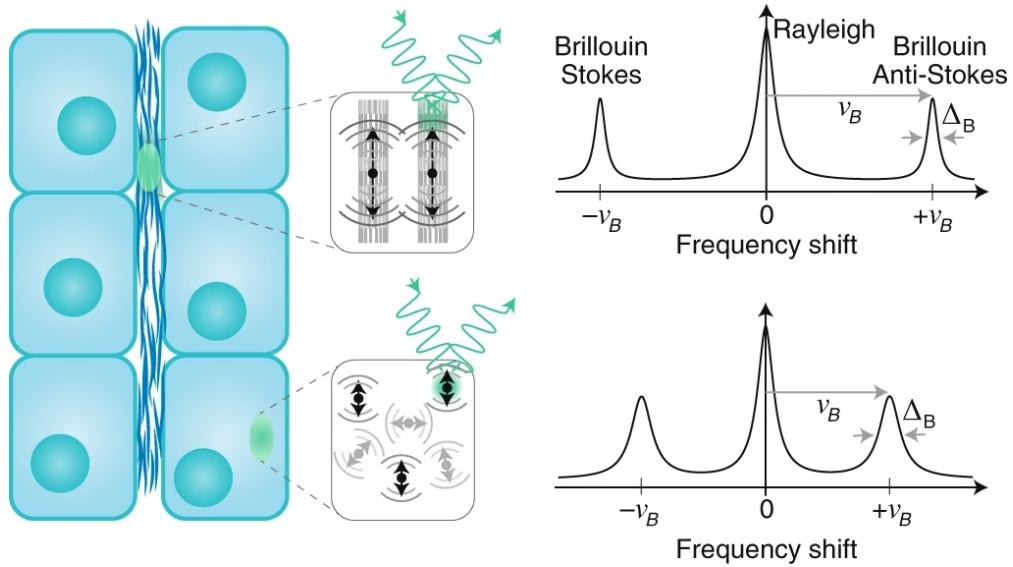 Rayleigh
Brillouin
Stokes
Brillouin
Anti-Stokes
ν_B
Δ_B
−ν_B
0
+ν_B
Frequency shift
ν_B
Δ_B
−ν_B
0
+ν_B
Frequency shift